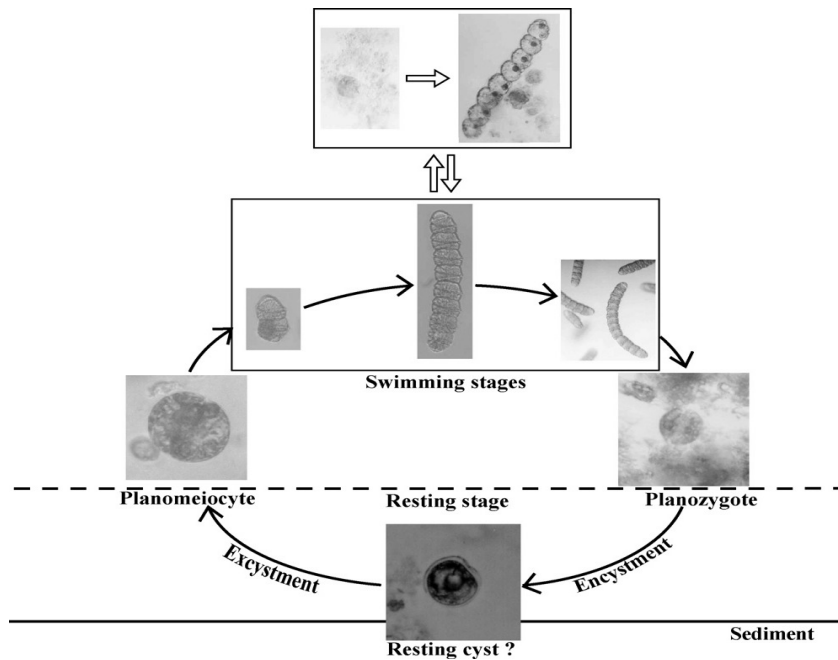 Swimming stages
Planomeiocyte
Resting stage
Planozygote
Excystment
Encystment
Sediment
Resting cyst ?